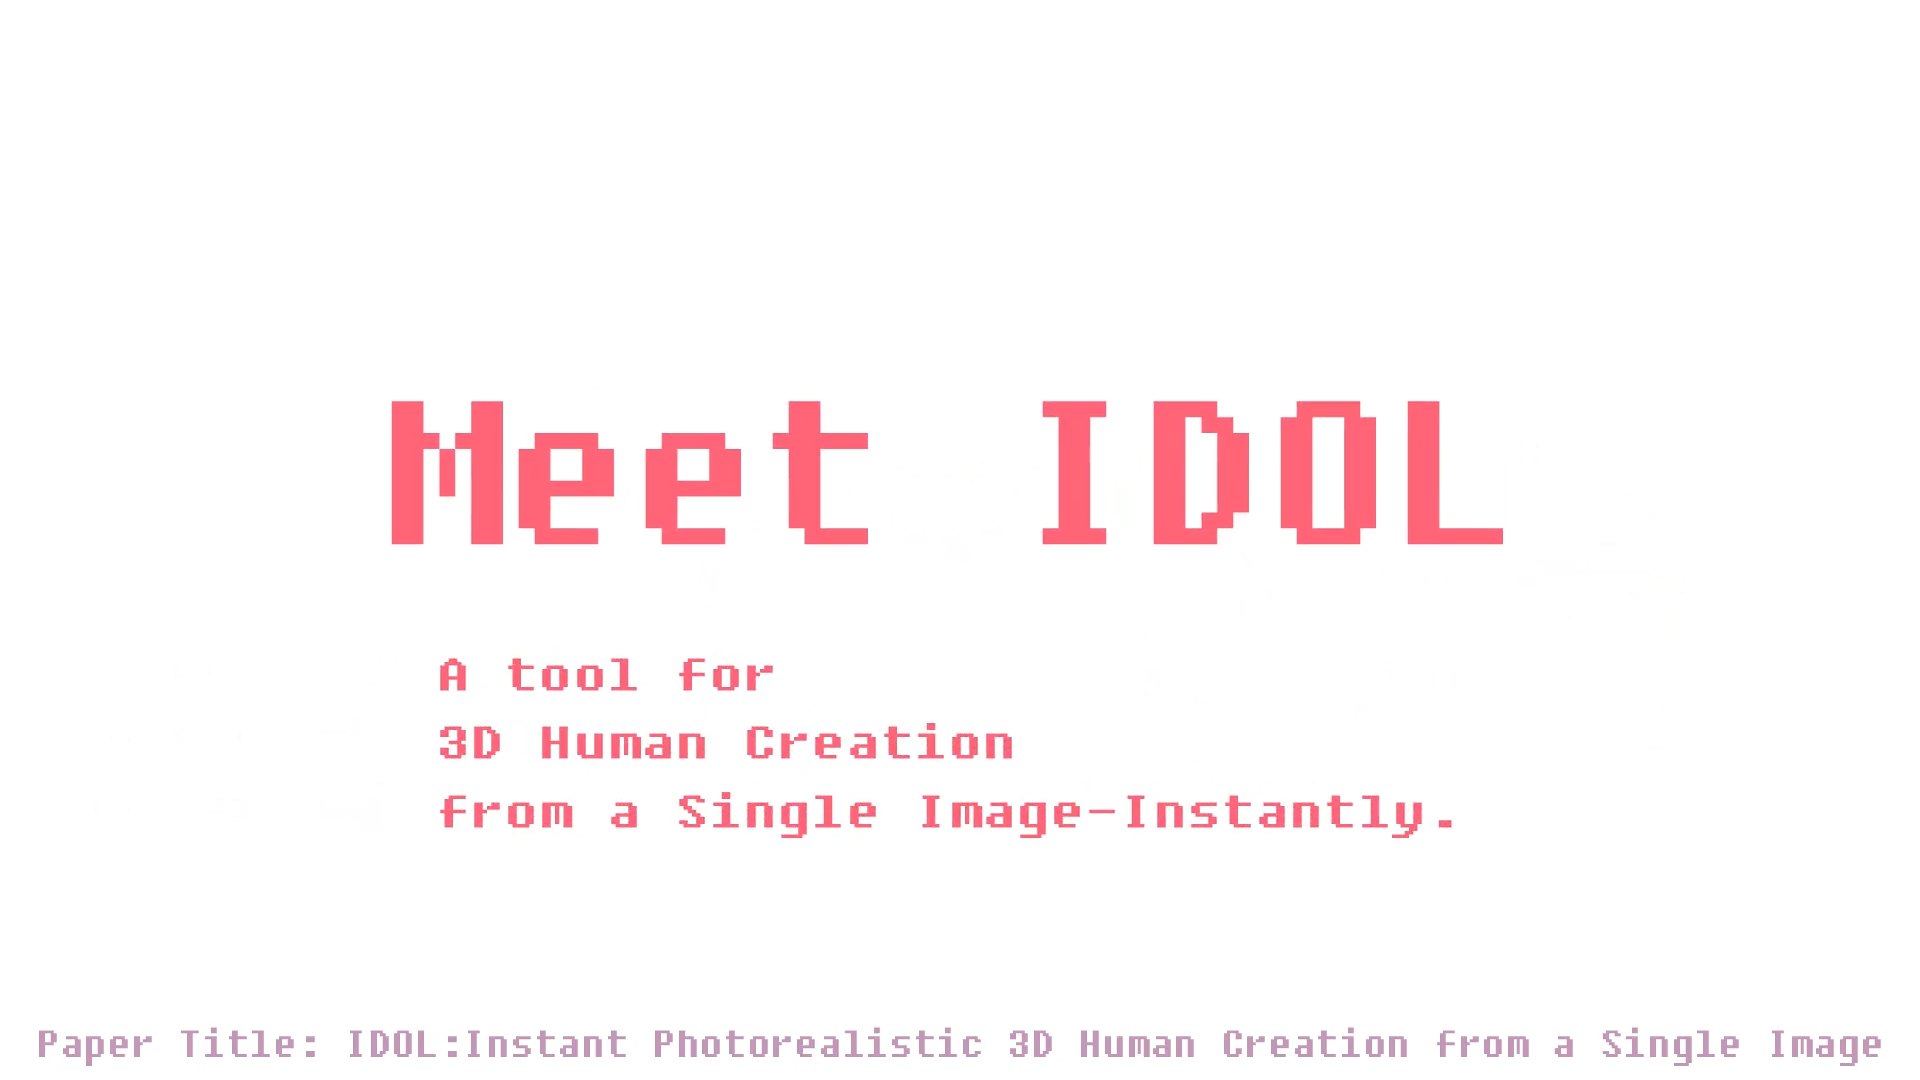 Meet IDOL
A tool for
3D Human Creation
from a Single Image-Instantly.
Paper Title: IDOL:Instant Photorealistic 3D Human Creation from a Single Image